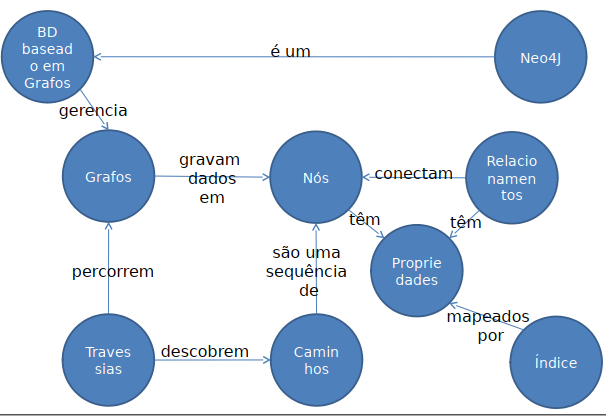 BD
basead
o em
Grafos
é um
Neo4J
gerencia
Grafos
gravam
dados
em
Nós
conectam
Relacio
namen
tos
têm
têm
percorrem
são uma
sequência
de
Proprie
dades
mapeados
por
Traves
sias
descobrem
Camin
hos
Índice